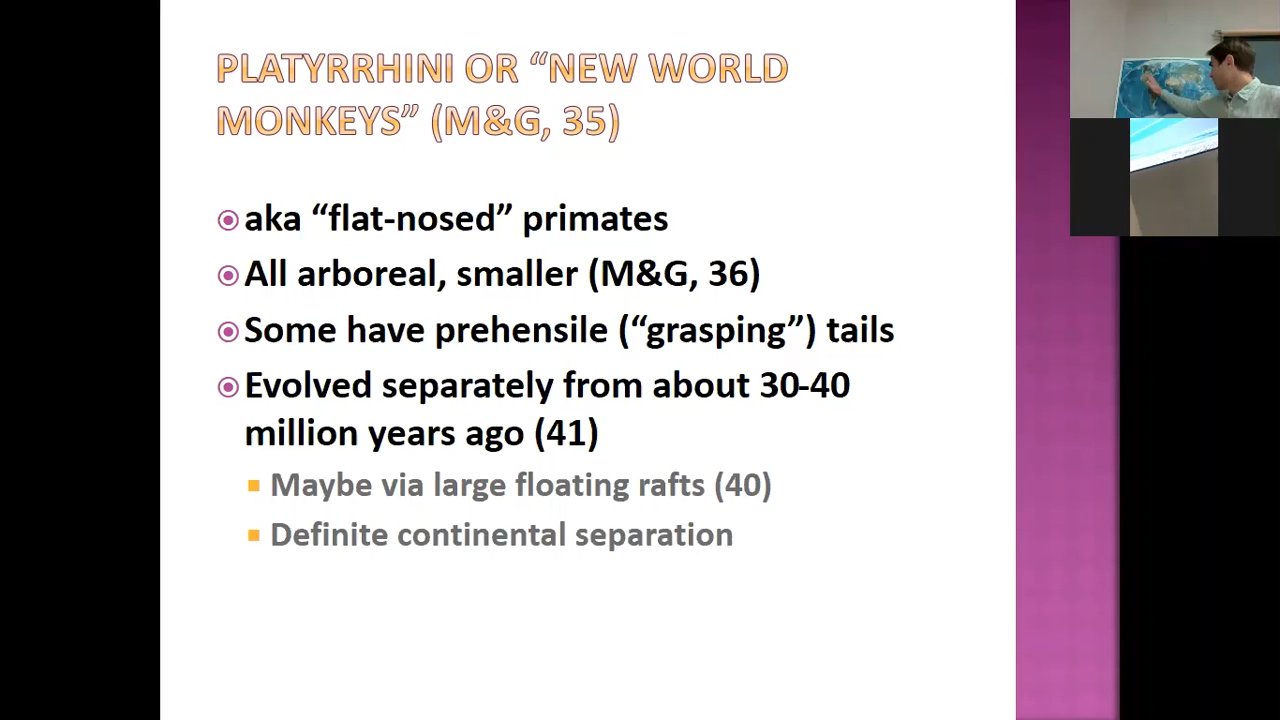 PLATYRRHINI OR “NEW WORLD
MONKEYS” (M&G, 35)
aka “flat-nosed” primates
All arboreal, smaller (M&G, 36)
Some have prehensile (“grasping”) tails
Evolved separately from about 30-40
million years ago (41)
Maybe via large floating rafts (40)
Definite continental separation